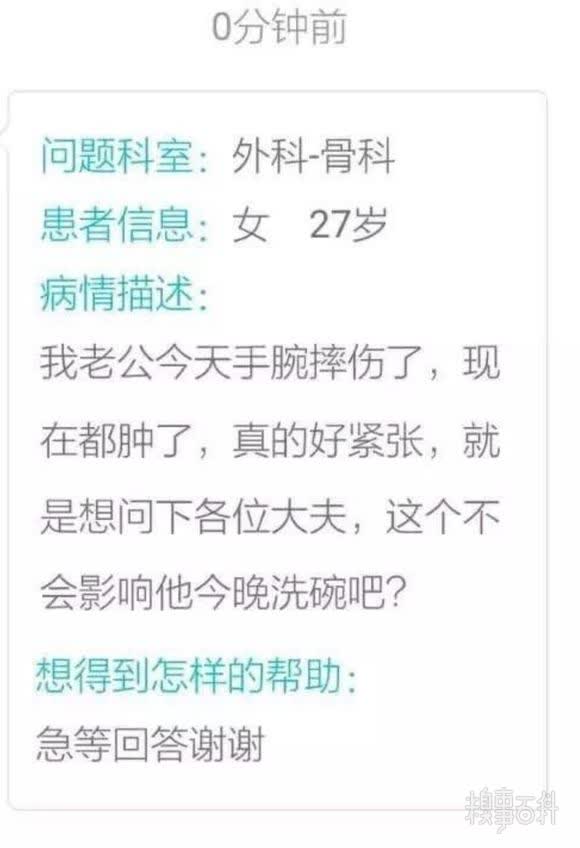 0分钟前
问题科室：外科-骨科
患者信息：女 27岁
病情描述：
我老公今天手腕摔伤了，现
在都肿了，真的好紧张，就
是想问下各位大夫，这个不
会影响他今晚洗碗吧？
想得到怎样的帮助：
急等回答谢谢
糗事百科